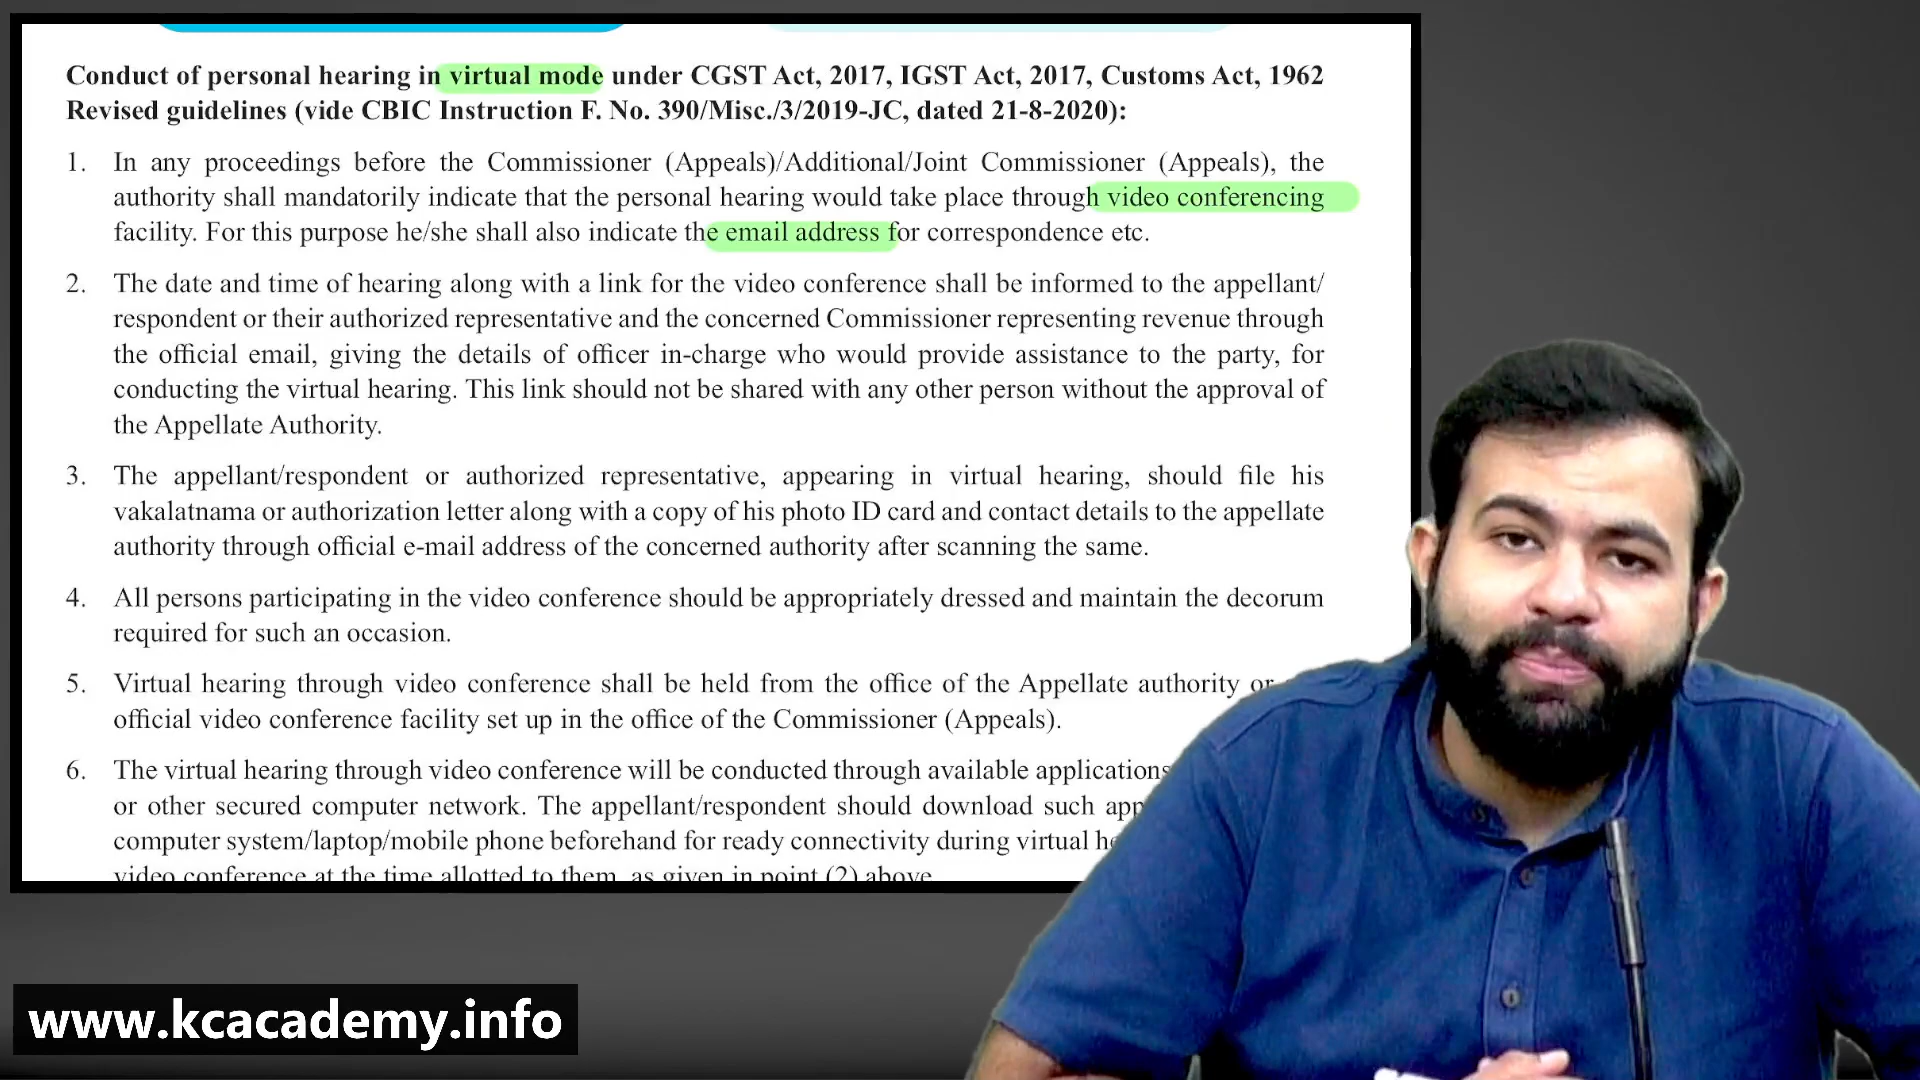 Conduct of personal hearing in virtual mode under CGST Act, 2017, IGST Act, 2017, Customs Act, 1962
Revised guidelines (vide CBIC Instruction F. No. 390/Misc./3/2019-JC, dated 21-8-2020):
1. In any proceedings before the Commissioner (Appeals)/Additional/Joint Commissioner (Appeals), the
authority shall mandatorily indicate that the personal hearing would take place through video conferencing
facility. For this purpose he/she shall also indicate the email address for correspondence etc.
2. The date and time of hearing along with a link for the video conference shall be informed to the appellant/
respondent or their authorized representative and the concerned Commissioner representing revenue through
the official email, giving the details of officer in-charge who would provide assistance to the party, for
conducting the virtual hearing. This link should not be shared with any other person without the approval of
the Appellate Authority.
3. The appellant/respondent or authorized representative, appearing in virtual hearing, should file his
vakalatnama or authorization letter along with a copy of his photo ID card and contact details to the appellate
authority through official e-mail address of the concerned authority after scanning the same.
4. All persons participating in the video conference should be appropriately dressed and maintain the decorum
required for such an occasion.
5. Virtual hearing through video conference shall be held from the office of the Appellate authority or
official video conference facility set up in the office of the Commissioner (Appeals).
6. The virtual hearing through video conference will be conducted through available applications
or other secured computer network. The appellant/respondent should download such
computer system/laptop/mobile phone beforehand for ready connectivity during virtual
video conference at the time allotted to them, as given in point (2) above
www.kcacademy.info